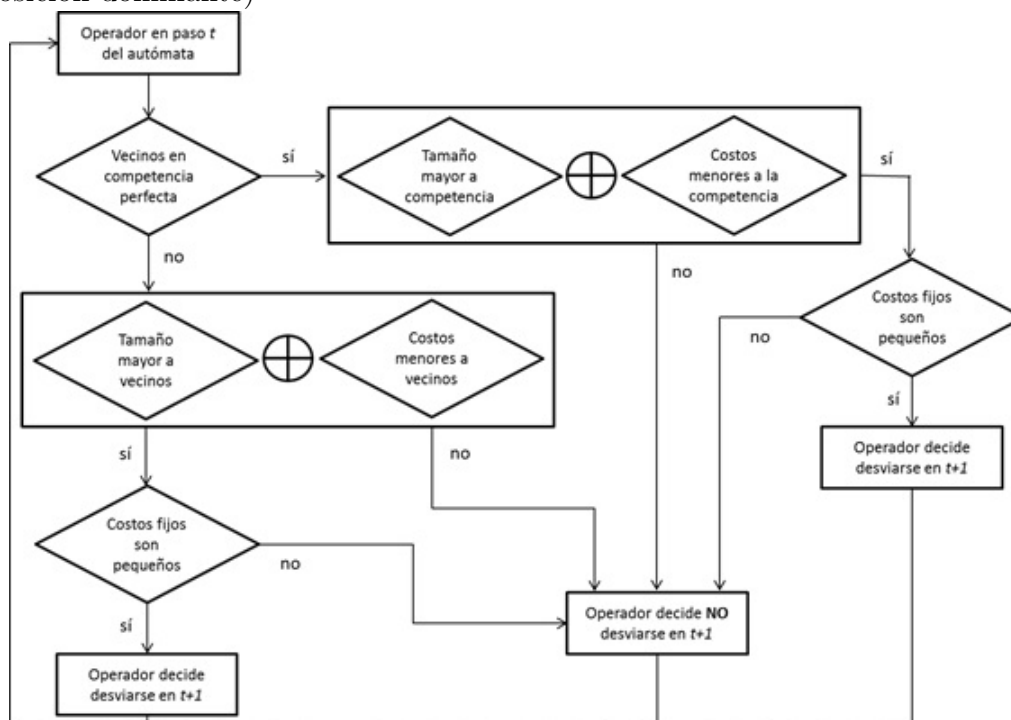 Operador en paso t
del autómata
Vecinos en
competencia
perfecta
sí
Tamaño
mayor a
competencia
Costos
menores a la
competencia
sí
no
no
Costos fijos
son
pequeños
no
sí
Tamaño
mayor a
vecinos
Costos
menores a
vecinos
sí
no
Operador decide
desviarse en t+1
Costos fijos
son
pequeños
no
sí
Operador decide NO
desviarse en t+1
Operador decide
desviarse en t+1